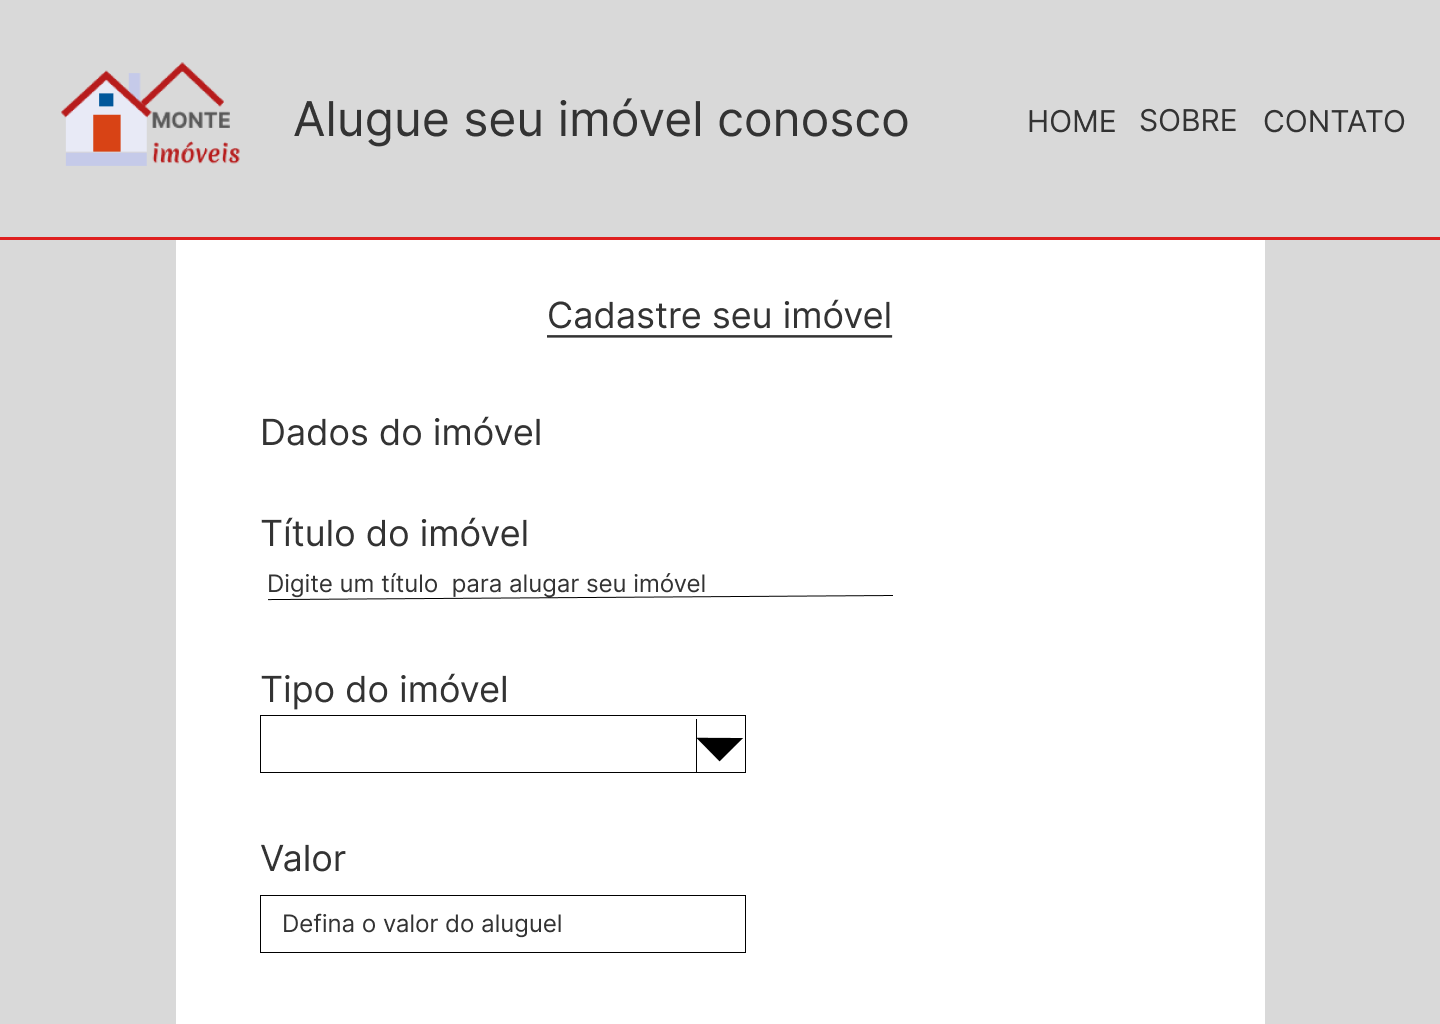 MONTE
imóveis
Alugue seu imóvel conosco
HOME SOBRE CONTATO
Cadastre seu imóvel
Dados do imóvel
Título do imóvel
Digite um título  para alugar seu imóvel
Tipo do imóvel
Valor
Defina o valor do aluguel